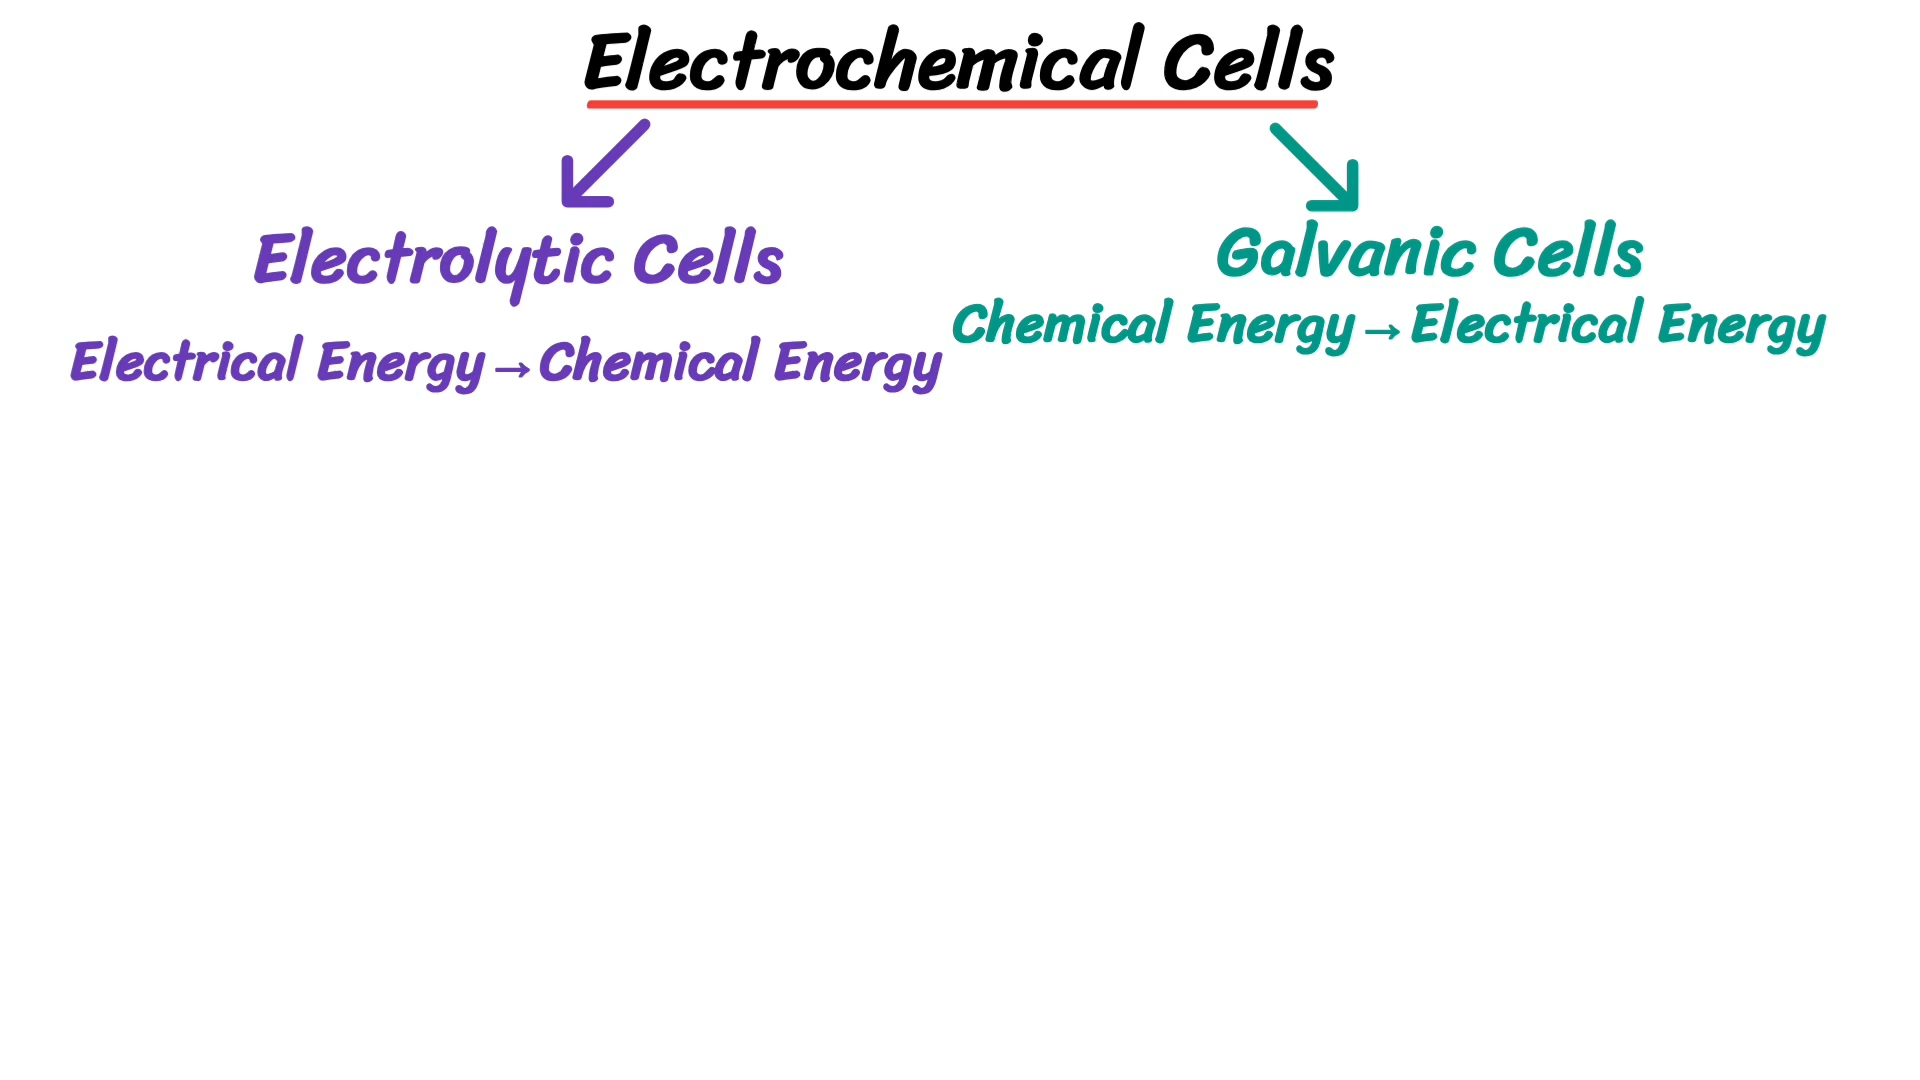 Electrochemical Cells
Electrolytic Cells
Electrical Energy→Chemical Energy
Galvanic Cells
Chemical Energy→Electrical Energy